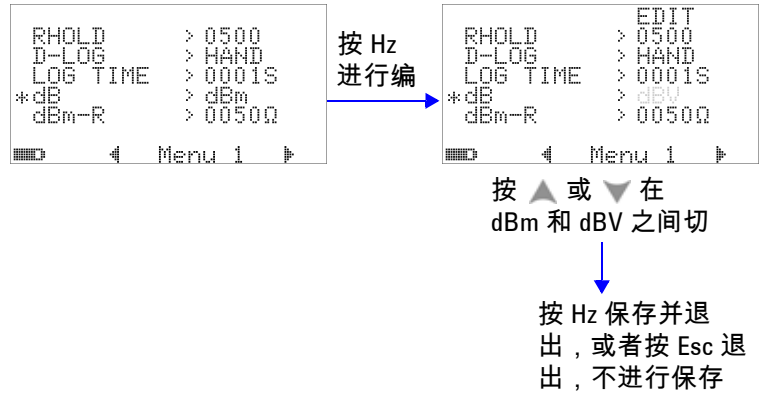 RHOLD > 0500
D-LOG > HAND
LOG TIME > 0001S
*dB > dBm
dBm-R > 0050Ω
Menu 1
按 Hz
进行编
EDIT
RHOLD > 0500
D-LOG > HAND
LOG TIME > 0001S
*dB > dBV
dBm-R > 0050Ω
Menu 1
按 ▲ 或 ▼ 在
dBm 和 dBV 之间切
按 Hz 保存并退
出，或者按 Esc 退
出，不进行保存